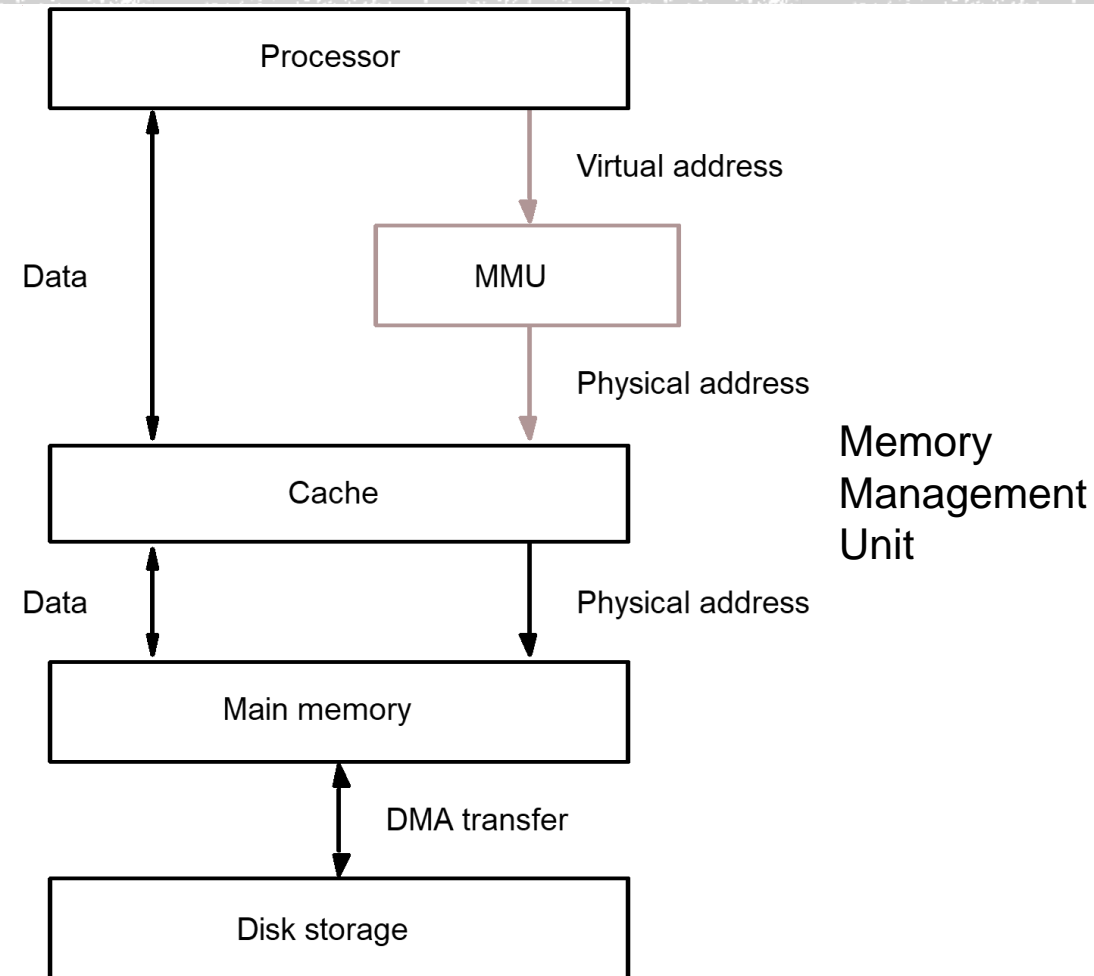 Processor
Virtual address
Data
MMU
Physical address
Memory
Management
Unit
Cache
Data
Physical address
Main memory
DMA transfer
Disk storage